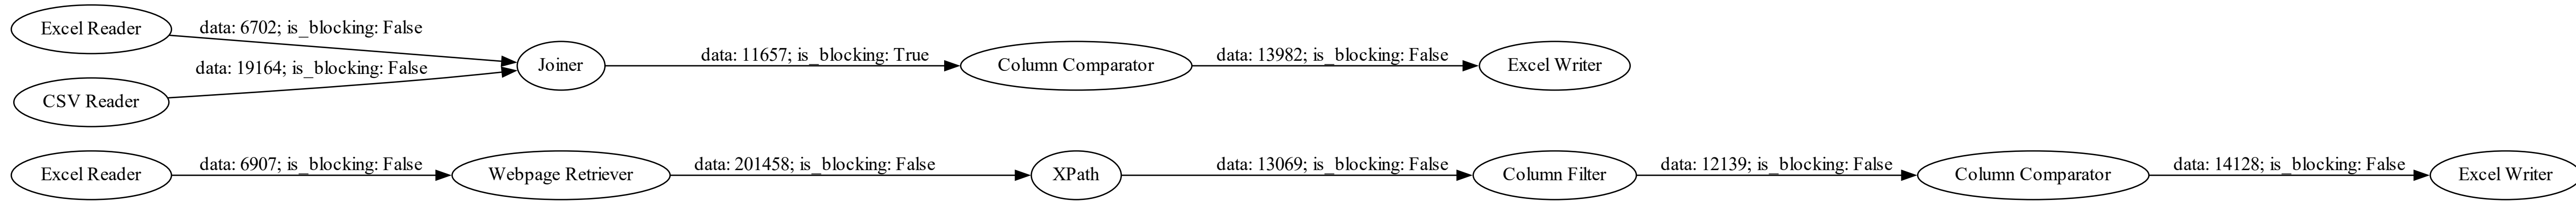 Excel Reader
data: 6702; is_blocking: False
CSV Reader
data: 19164; is_blocking: False
Joiner
data: 11657; is_blocking: True
Column Comparator
data: 13982; is_blocking: False
Excel Writer
Excel Reader
data: 6907; is_blocking: False
Webpage Retriever
data: 201458; is_blocking: False
XPath
data: 13069; is_blocking: False
Column Filter
data: 12139; is_blocking: False
Column Comparator
data: 14128; is_blocking: False
Excel Writer